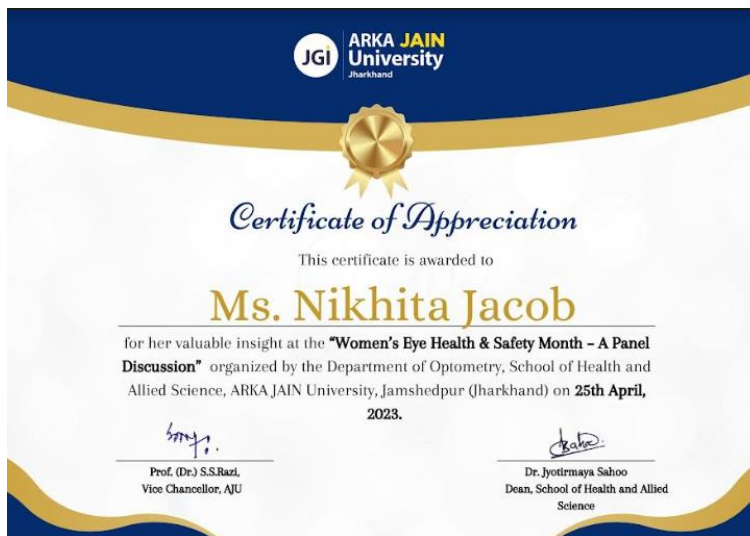 JGi
ARKA JAIN
University
Jharkhand
Certificate of Appreciation
This certificate is awarded to
Ms. Nikhita Jacob
for her valuable insight at the "Women's Eye Health & Safety Month – A Panel
Discussion" organized by the Department of Optometry, School of Health and
Allied Science, ARKA JAIN University, Jamshedpur (Jharkhand) on 25th April,
2023.
Prof. (Dr.) S.S.Razi,
Vice Chancellor, AJU
Dr. Jyotirmaya Sahoo
Dean, School of Health and Allied
Science